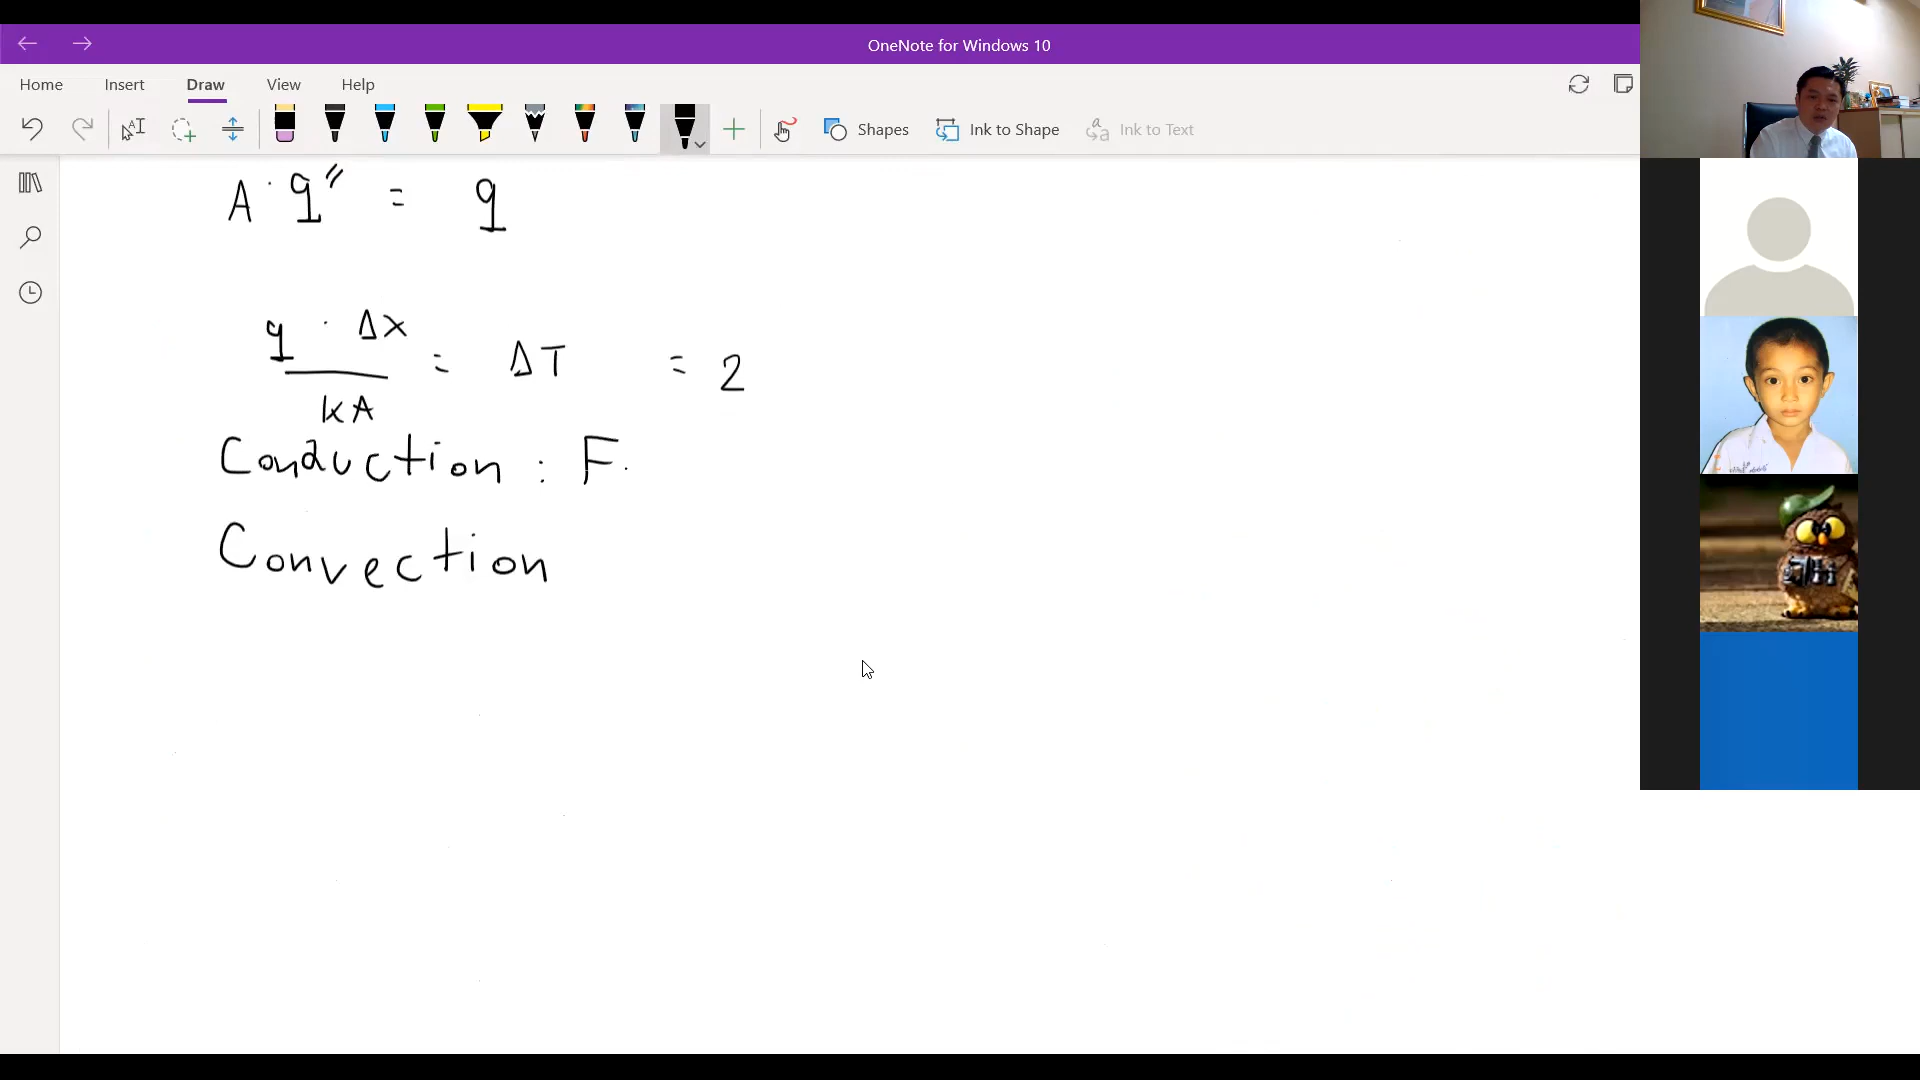 OneNote for Windows 10
Home Insert Draw View Help
Shapes Ink to Shape Ink to Text
A · q″ = q
q · Δx / kA = ΔT = 2
Conduction : F.
Convection